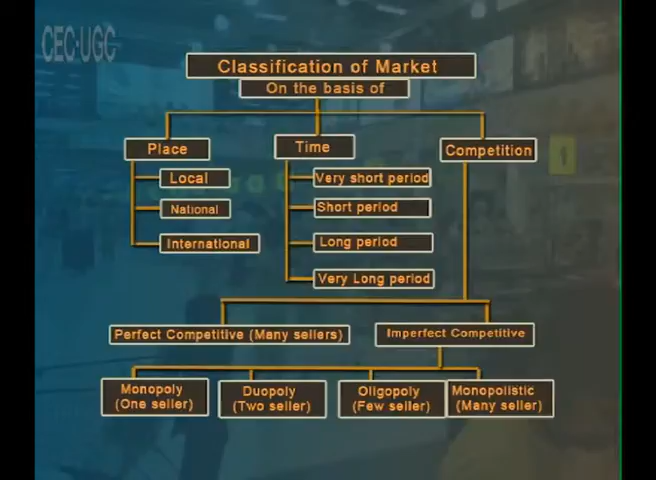 CEC-UGC
Classification of Market
On the basis of
Place
Time
Competition
Local
National
International
Very short period
Short period
Long period
Very Long period
Perfect Competitive (Many sellers)
Imperfect Competitive
Monopoly
(One seller)
Duopoly
(Two seller)
Oligopoly
(Few seller)
Monopolistic
(Many seller)